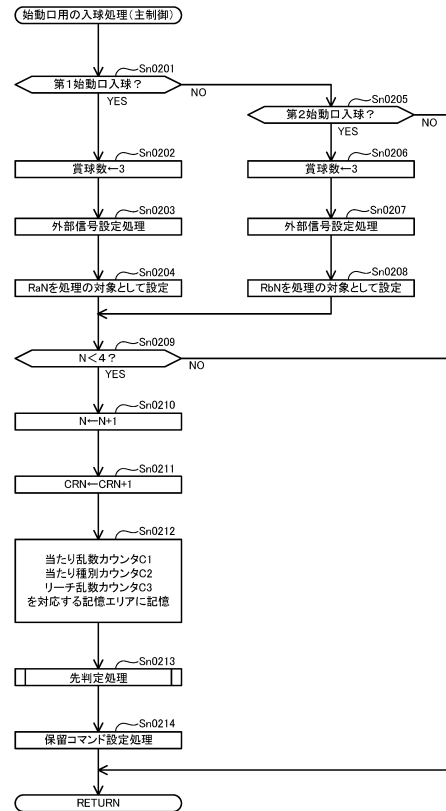 始動口用の入球処理(主制御)
Sn0201
第1始動口入球?
NO
YES
Sn0205
第2始動口入球?
NO
YES
Sn0202
賞球数←3
Sn0206
賞球数←3
Sn0203
外部信号設定処理
Sn0207
外部信号設定処理
Sn0204
RaNを処理の対象として設定
Sn0208
RbNを処理の対象として設定
Sn0209
N<4?
NO
YES
Sn0210
N←N+1
Sn0211
CRN←CRN+1
Sn0212
当たり乱数カウンタC1
当たり種別カウンタC2
リーチ乱数カウンタC3
を対応する記憶エリアに記憶
Sn0213
先判定処理
Sn0214
保留コマンド設定処理
RETURN